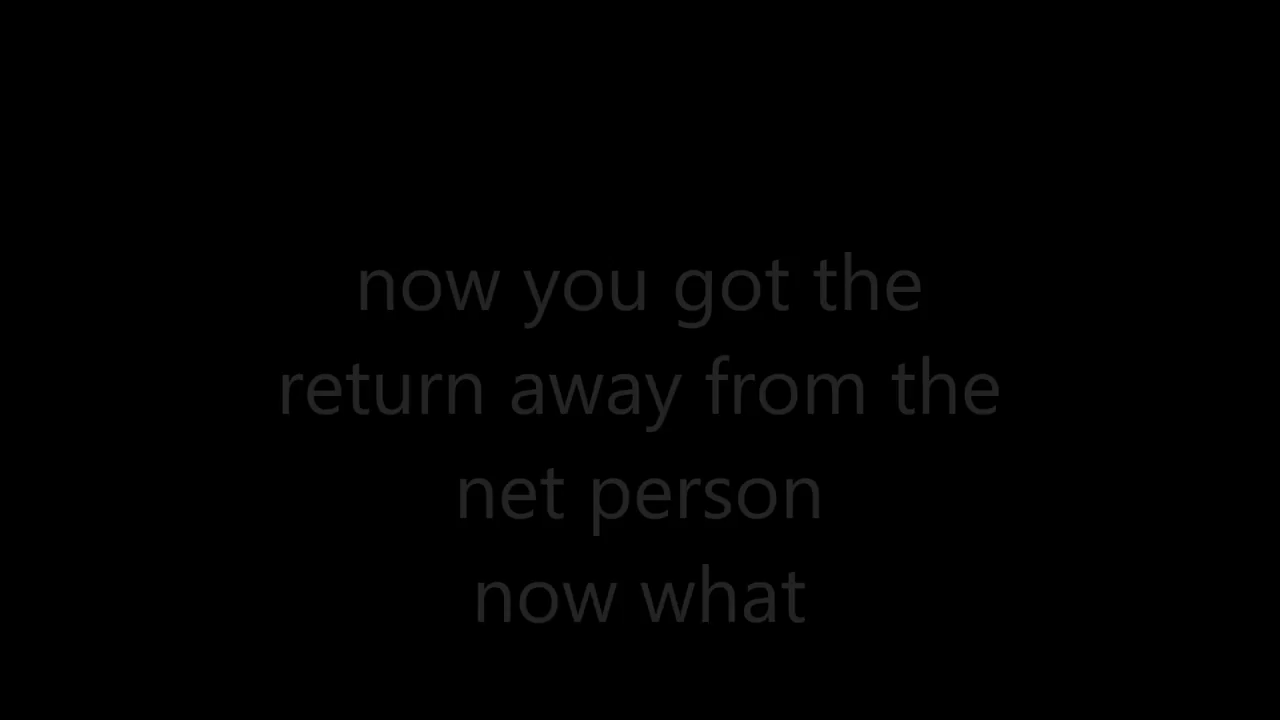 now you got the
return away from the
net person
now what